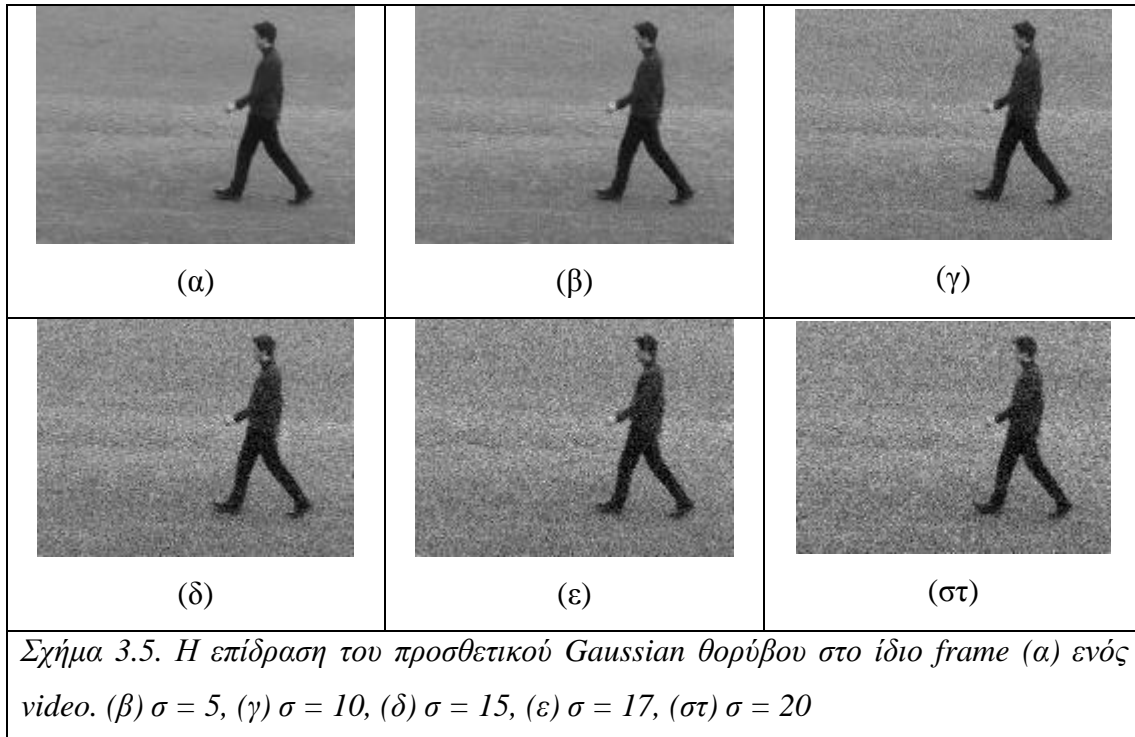 (α) (β) (γ)
(δ) (ε) (στ)
Σχήμα 3.5. Η επίδραση του προσθετικού Gaussian θορύβου στο ίδιο frame (α) ενός
video. (β) σ = 5, (γ) σ = 10, (δ) σ = 15, (ε) σ = 17, (στ) σ = 20